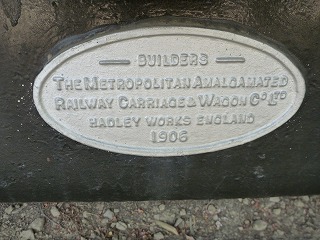 BUILDERS
THE METROPOLITAN AMALGAMATED
RAILWAY CARRIAGE & WAGON CO LTD
HADLEY WORKS ENGLAND
1906